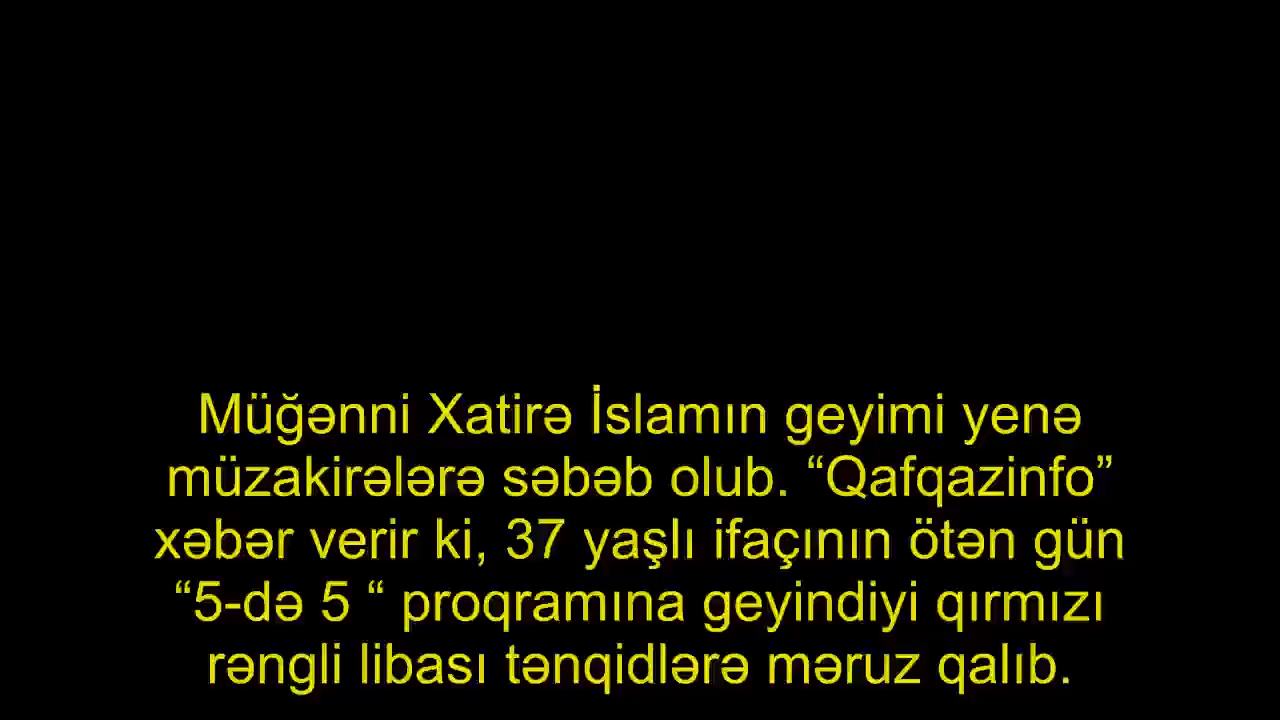 Müğənni Xatirə İslamın geyimi yenə
müzakirələrə səbəb olub. “Qafqazinfo”
xəbər verir ki, 37 yaşlı ifaçının ötən gün
“5-də 5 “ proqramına geyindiyi qırmızı
rəngli libası tənqidlərə məruz qalıb.